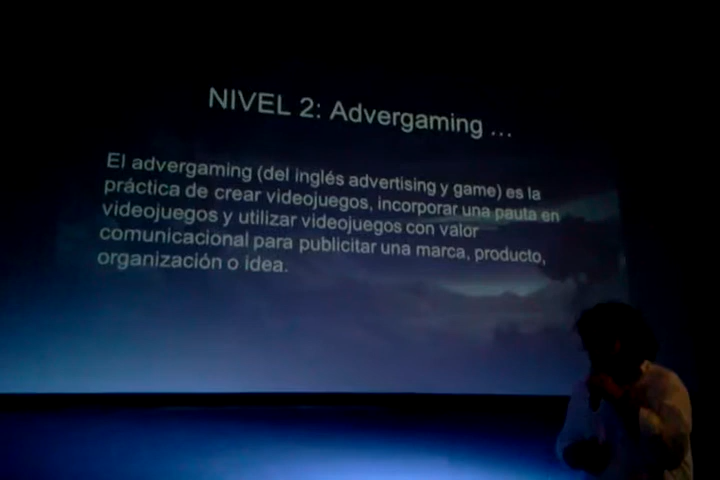 NIVEL 2: Advergaming ...
El advergaming (del inglés advertising y game) es la
práctica de crear videojuegos, incorporar una pauta en
videojuegos y utilizar videojuegos con valor
comunicacional para publicitar una marca, producto,
organización o idea.